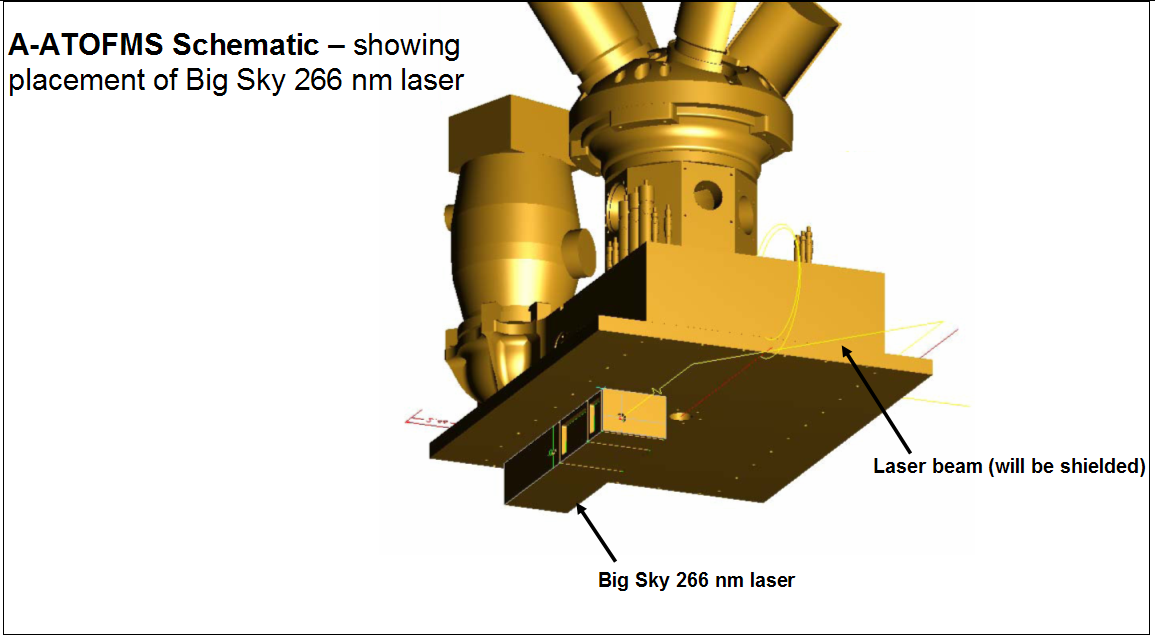 A-ATOFMS Schematic – showing
placement of Big Sky 266 nm laser
Laser beam (will be shielded)
Big Sky 266 nm laser